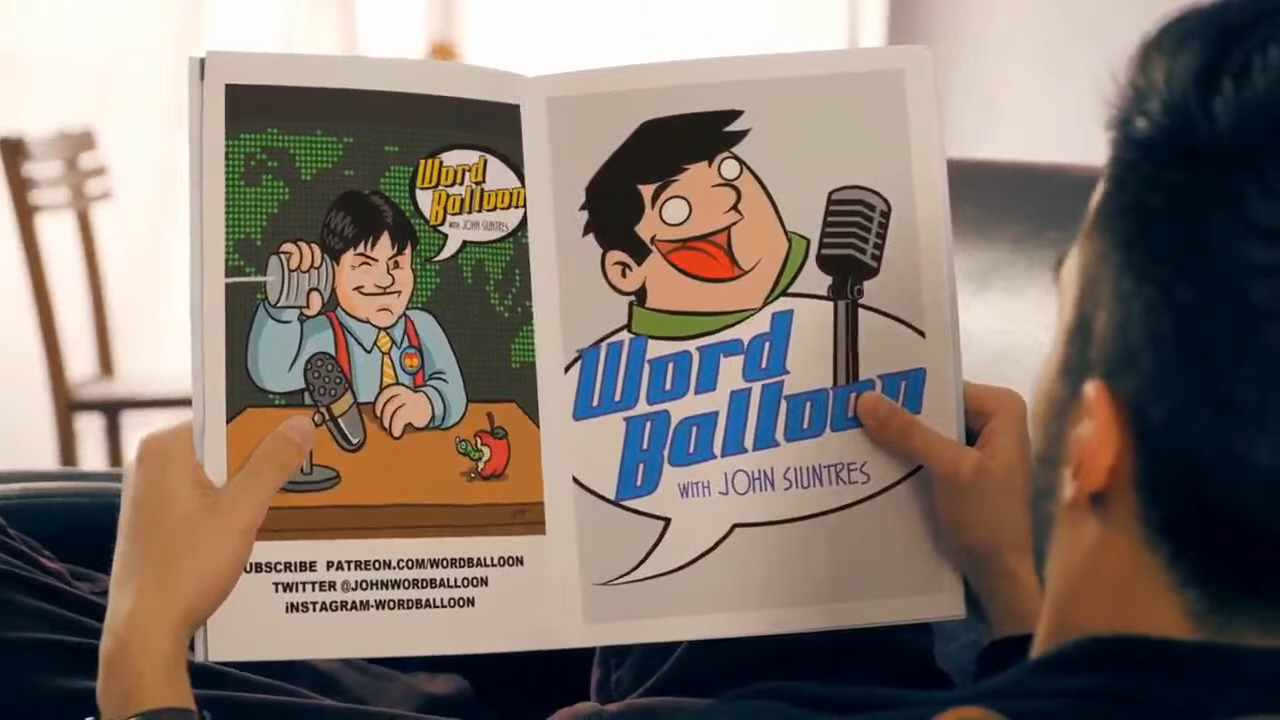 Word
Balloon
WITH JOHN SIUNTRES
UBSCRIBE PATREON.COM/WORDBALLOON
TWITTER @JOHNWORDBALLOON
iNSTAGRAM-WORDBALLOON
Word
Balloon
WITH JOHN SIUNTRES